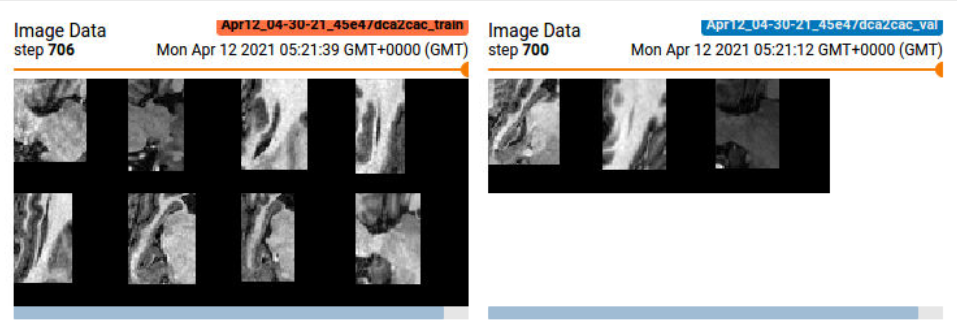 Apr12_04-30-21_45e47dca2cac_train
Image Data
step 706
Mon Apr 12 2021 05:21:39 GMT+0000 (GMT)
Apr12_04-30-21_45e47dca2cac_val
Image Data
step 700
Mon Apr 12 2021 05:21:12 GMT+0000 (GMT)